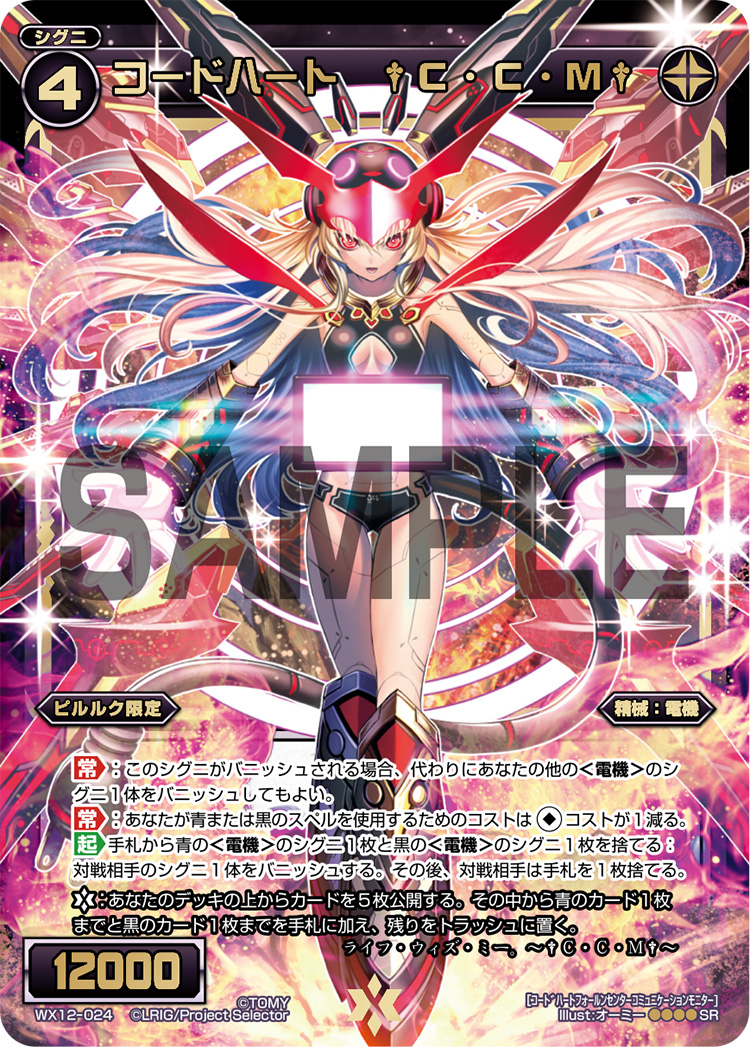 シグニ
4
コードハート †C・C・M†
SAMPLE
ピルルク限定
精械:電機
常:このシグニがバニッシュされる場合、代わりにあなたの他の<電機>のシ
グニ1体をバニッシュしてもよい。
常:あなたが青または黒のスペルを使用するためのコストは◆コストが1減る。
起 手札から青の<電機>のシグニ1枚と黒の<電機>のシグニ1枚を捨てる:
対戦相手のシグニ1体をバニッシュする。その後、対戦相手は手札を1枚捨てる。
:あなたのデッキの上からカードを5枚公開する。その中から青のカード1枚
までと黒のカード1枚までを手札に加え、残りをトラッシュに置く。
ライフ・ウィズ・ミー。~†C・C・M†~
12000
©TOMY
WX12-024 ©LRIG/Project Selector
[コードハートフォールンセンターコミュニケーションモニター]
Illust:オーミー ●●●●SR